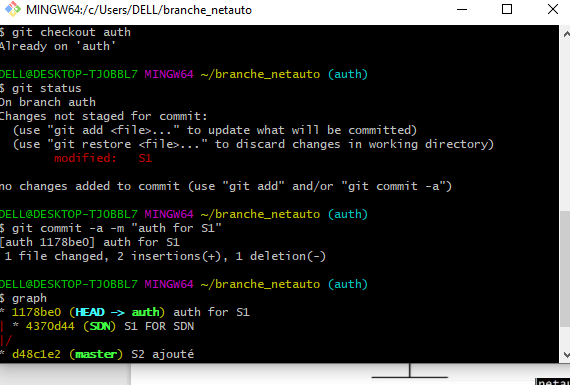 MINGW64:/c/Users/DELL/branche_netauto
$ git checkout auth
Already on 'auth'
DELL@DESKTOP-TJOBBL7 MINGW64 ~/branche_netauto (auth)
$ git status
On branch auth
Changes not staged for commit:
  (use "git add <file>..." to update what will be committed)
  (use "git restore <file>..." to discard changes in working directory)
        modified:   S1
no changes added to commit (use "git add" and/or "git commit -a")
DELL@DESKTOP-TJOBBL7 MINGW64 ~/branche_netauto (auth)
$ git commit -a -m "auth for S1"
[auth 1178be0] auth for S1
 1 file changed, 2 insertions(+), 1 deletion(-)
DELL@DESKTOP-TJOBBL7 MINGW64 ~/branche_netauto (auth)
$ graph
* 1178be0 (HEAD -> auth) auth for S1
| * 4370d44 (SDN) S1 FOR SDN
|/
* d48c1e2 (master) S2 ajouté